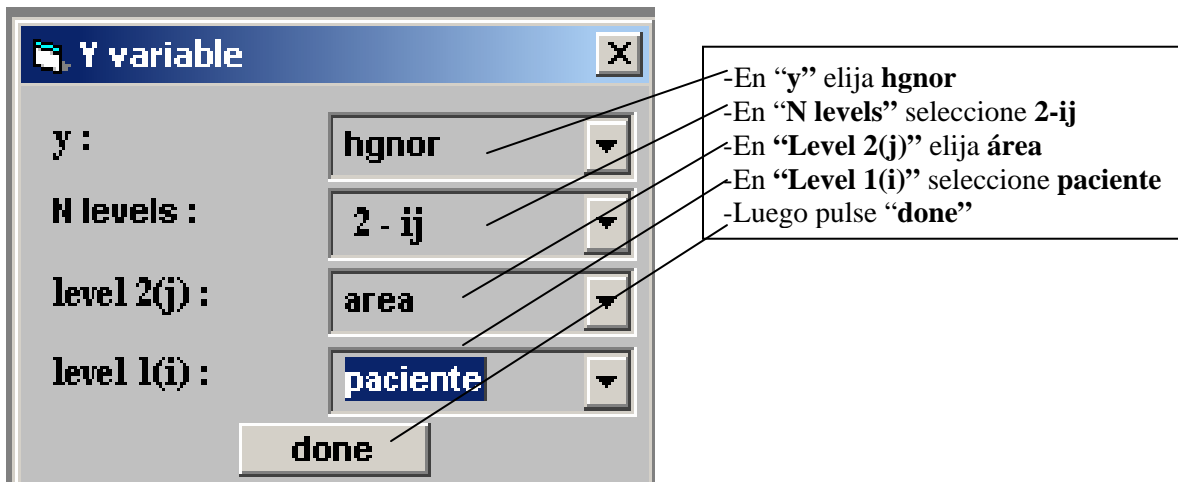 Y variable
y : hgnor
N levels : 2 - ij
level 2(j) : area
level 1(i) : paciente
done
-En “y” elija hgnor
-En “N levels” seleccione 2-ij
-En “Level 2(j)” elija área
-En “Level 1(i)” seleccione paciente
-Luego pulse “done”